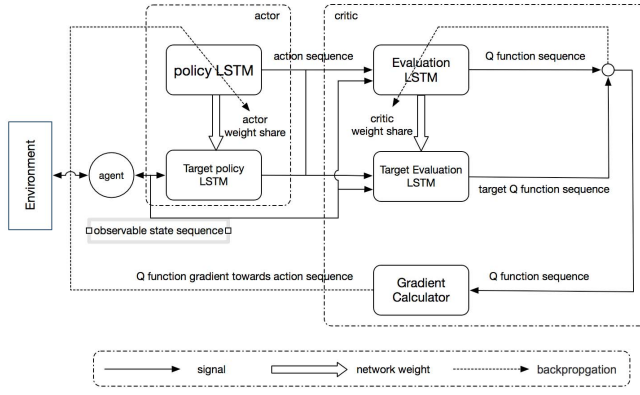 actor
critic
policy LSTM
action sequence
Evaluation
LSTM
Q function sequence
actor
weight share
critic
weight share
Environment
agent
Target policy
LSTM
Target Evaluation
LSTM
target Q function sequence
observable state sequence
Q function gradient towards action sequence
Gradient
Calculator
Q function sequence
signal
network weight
backpropgation